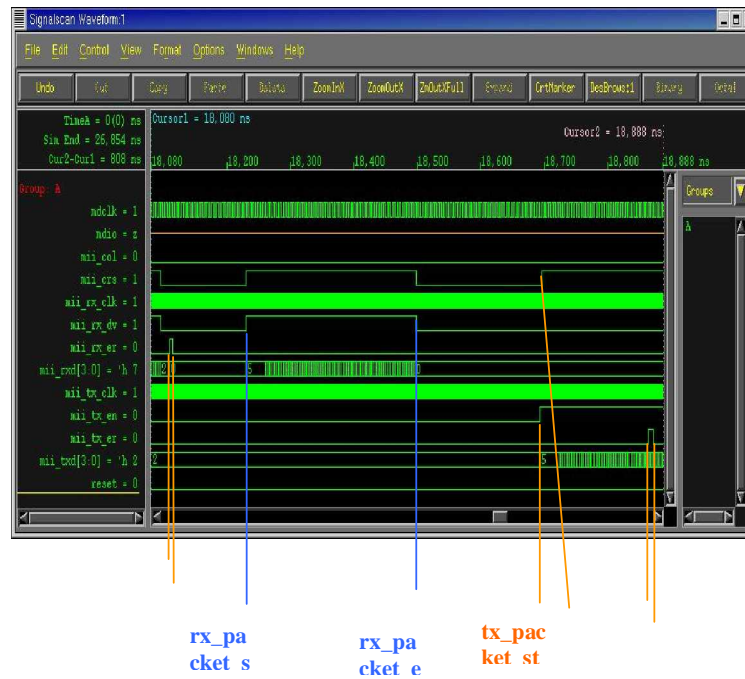 Signalscan Waveform:1
File Edit Control View Format Options Windows Help
Undo Cut Copy Paste Delete ZoomInX ZoomOutX ZmOutXFull Expand CrtMarker DesBrows:1 Binary Octal
TimeA = 0(0) ns
Sim End = 26,854 ns
Cur2-Cur1 = 808 ns
Cursor1 = 18,080 ns
Cursor2 = 18,888 ns
18,080 18,200 18,300 18,400 18,500 18,600 18,700 18,800 18,888 ns
Group: A
mdclk = 1
mdio = z
mii_col = 0
mii_crs = 1
mii_rx_clk = 1
mii_rx_dv = 1
mii_rx_er = 0
mii_rxd[3:0] = 'h 7
2 5 0
mii_tx_clk = 1
mii_tx_en = 0
mii_tx_er = 0
mii_txd[3:0] = 'h 2
2 5
reset = 0
Groups
A
rx_pa
cket_s
rx_pa
cket_e
tx_pac
ket_st